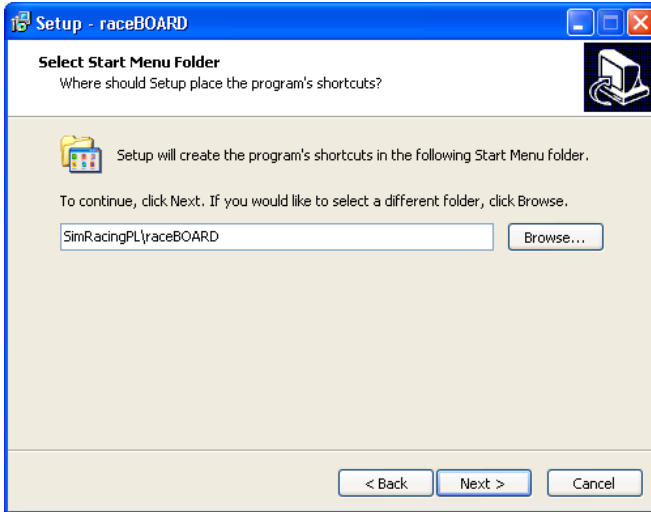 Setup - raceBOARD
Select Start Menu Folder
Where should Setup place the program's shortcuts?
Setup will create the program's shortcuts in the following Start Menu folder.
To continue, click Next. If you would like to select a different folder, click Browse.
SimRacingPL\raceBOARD
Browse...
< Back
Next >
Cancel